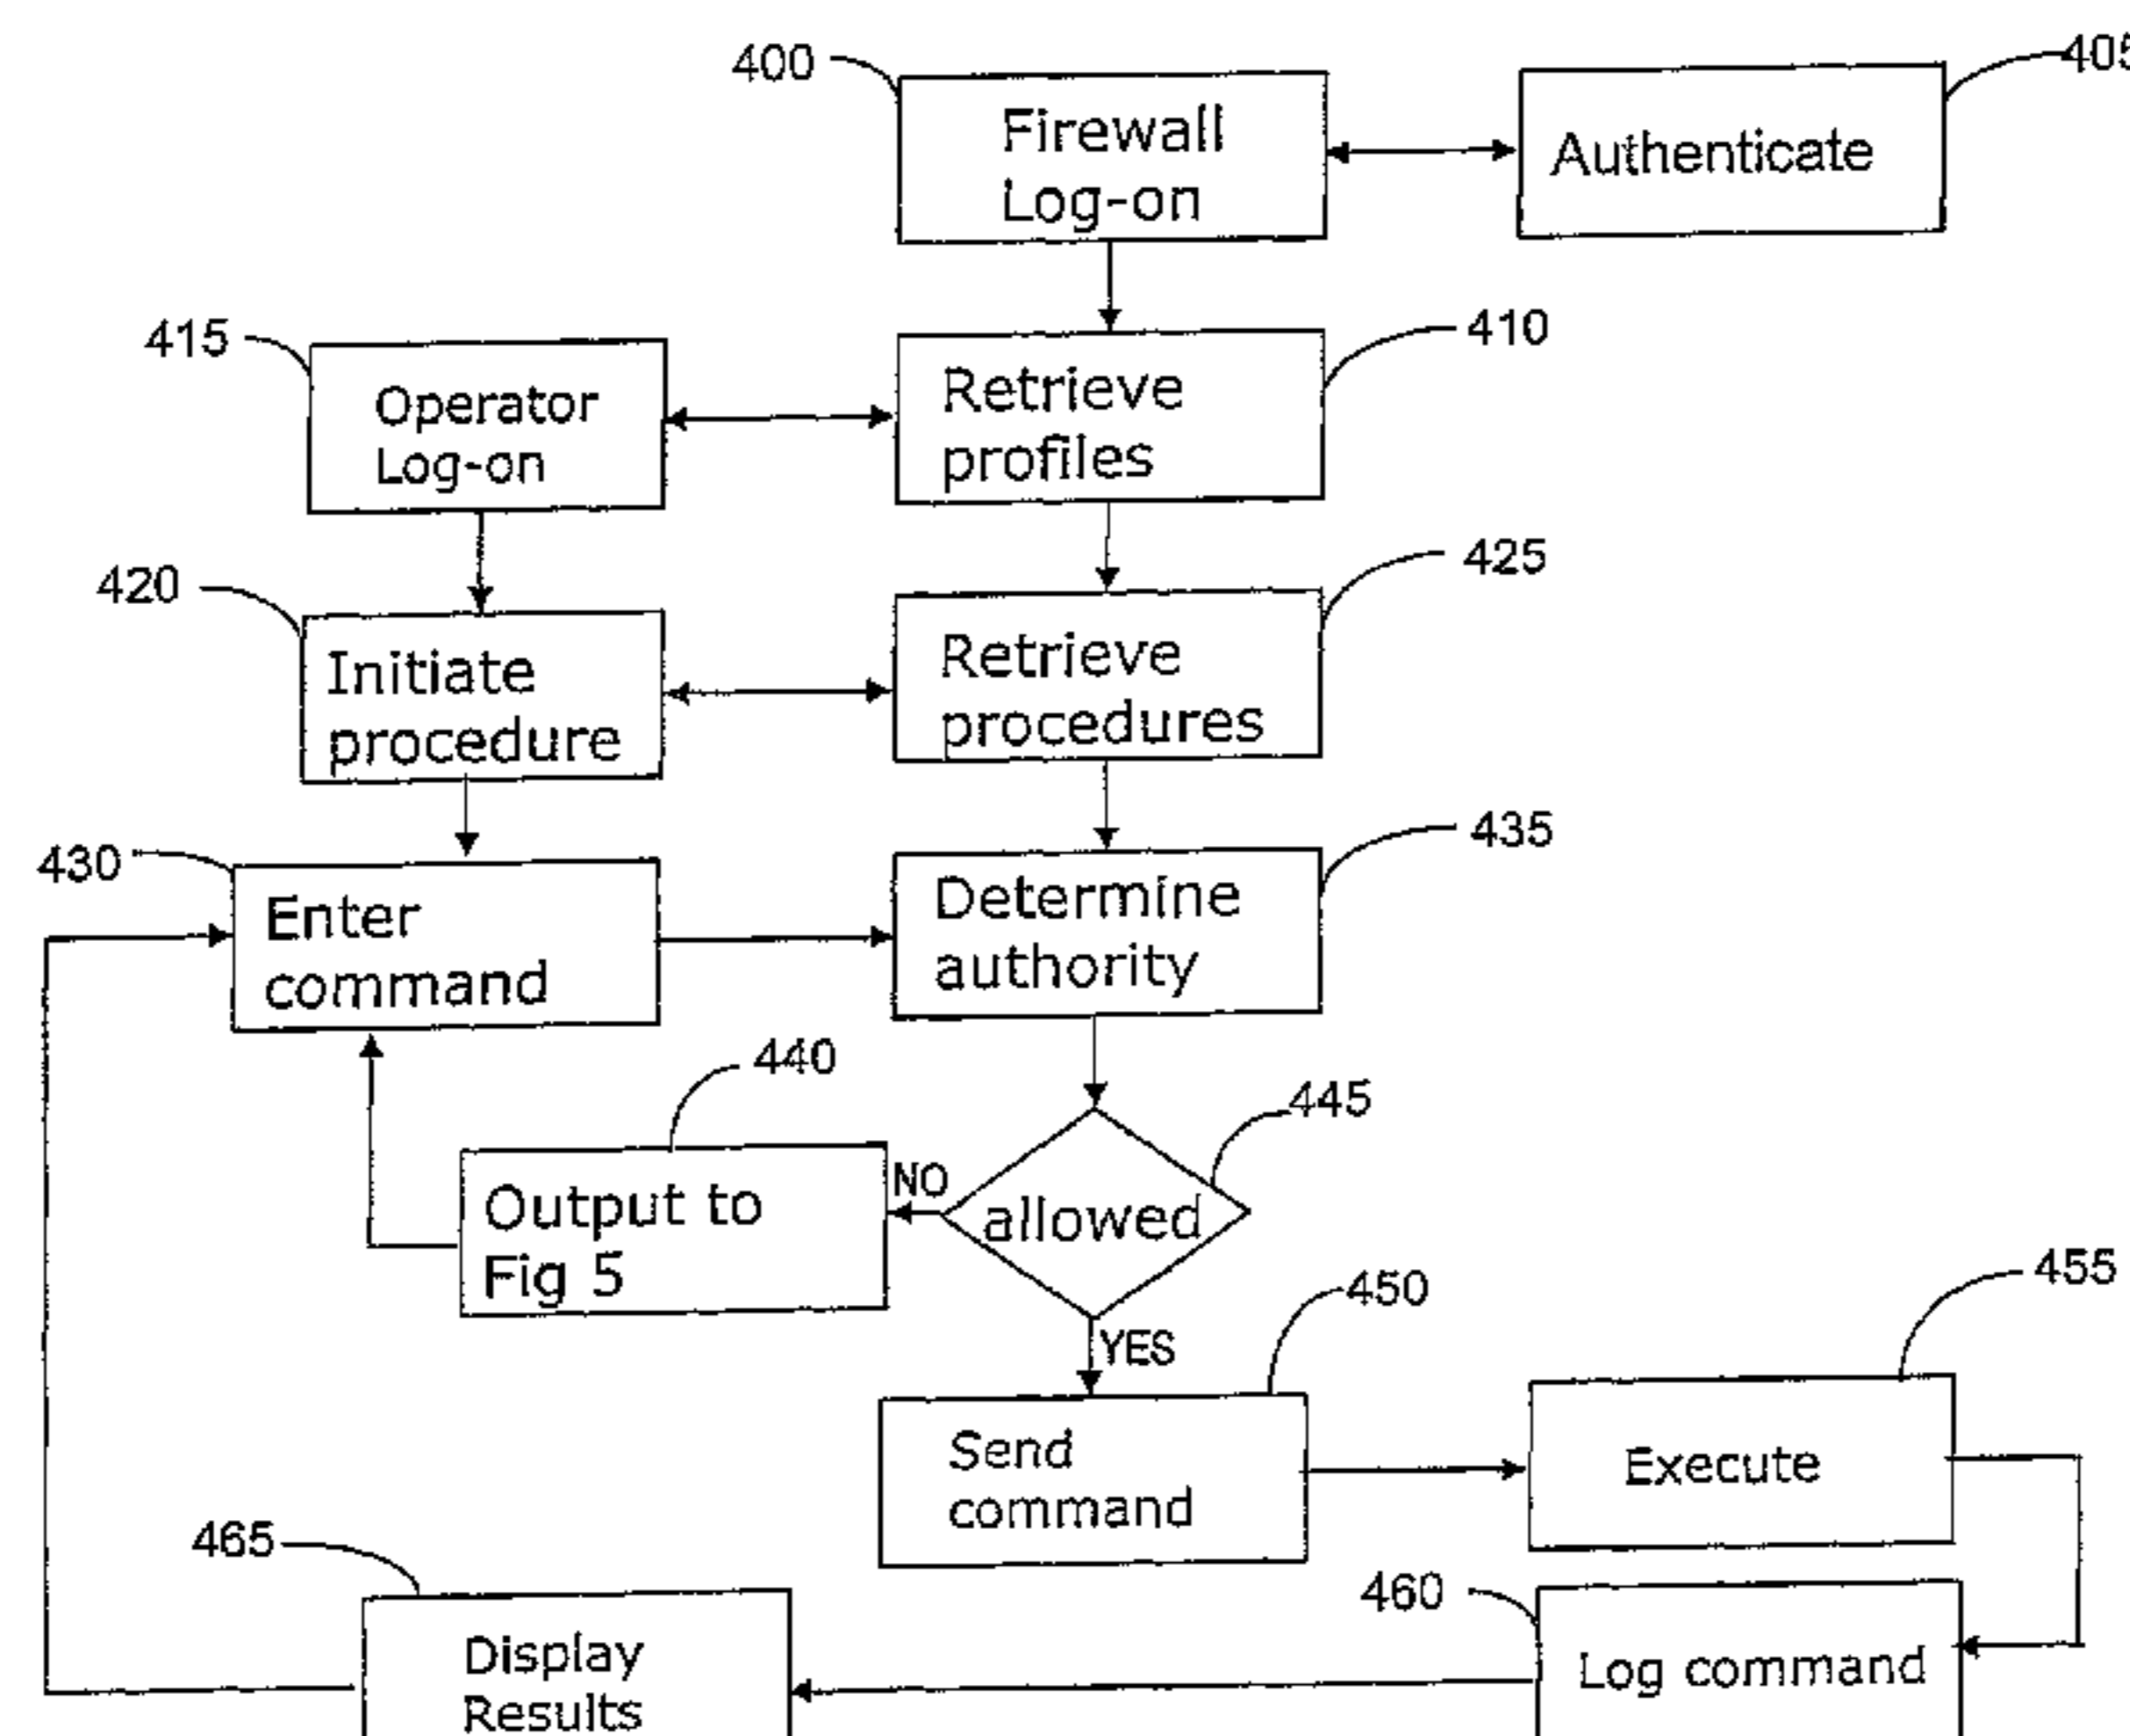 400
Firewall
Log-on
405
Authenticate
415
Operator
Log-on
410
Retrieve
profiles
420
Initiate
procedure
425
Retrieve
procedures
430
Enter
command
435
Determine
authority
440
Output to
Fig 5
NO
445
allowed
YES
450
Send
command
455
Execute
465
Display
Results
460
Log command